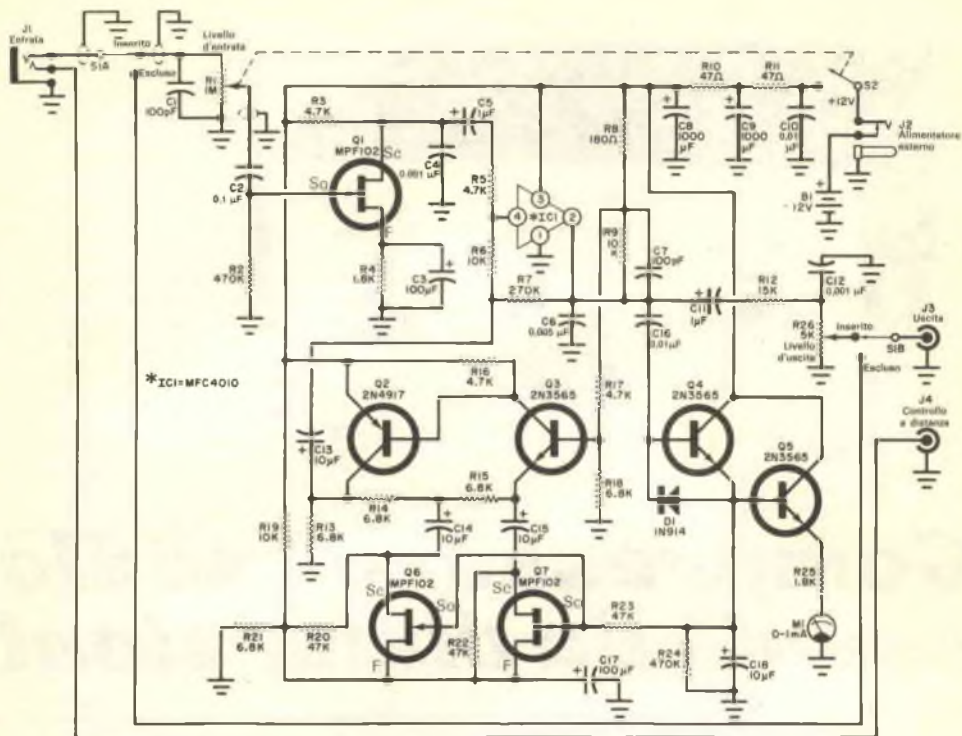 J1
Entrata
S1A
Inserito
Escluso
Livello
d'entrata
C1
100pF
R1
1M
C2
0.1 µF
R2
470K
R3
4.7K
Q1
MPF102
Sc
So
F
R4
1.8K
C3
100µF
C4
0.001
µF
C5
1µF
R5
4.7K
R6
10K
R7
270K
*IC1
1
2
3
4
R8
180Ω
R9
10
K
C6
0.005 µF
C7
100pF
C8
1000
µF
R10
47Ω
C9
1000
µF
R11
47Ω
C10
0,01
µF
S2
+12V
J2
Alimentatore
esterno
B1
12V
C11
1µF
R12
15K
C12
0,001 µF
C16
0,01µF
R26
5K
Livello
d'uscita
Inserito
S1B
Escluso
J3
Uscita
J4
Controllo
a distanza
*IC1=MFC4010
Q2
2N4917
R16
4.7K
Q3
2N3565
R17
4.7K
R18
6.8K
Q4
2N3565
Q5
2N3565
D1
1N914
C13
10µF
R14
6.8K
R15
6.8K
C14
10µF
C15
10µF
R19
10K
R13
6.8K
R21
6.8K
R20
47K
Q6
MPF102
Sc
So
F
R22
47K
Q7
MPF102
Sc
So
F
R23
47K
C17
100µF
R24
470K
C18
10µF
R25
1.8K
M1
0-1mA